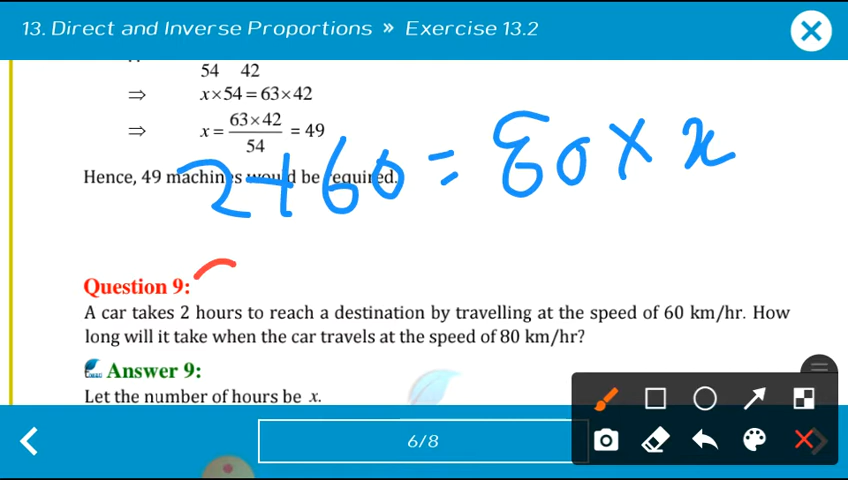 13. Direct and Inverse Proportions » Exercise 13.2
54 42
⇒ x×54 = 63×42
⇒ x = 63×42/54 = 49
Hence, 49 machines would be required.
2+60 = 80 × x
Question 9:
A car takes 2 hours to reach a destination by travelling at the speed of 60 km/hr. How
long will it take when the car travels at the speed of 80 km/hr?
Answer 9:
Let the number of hours be x.
6/8